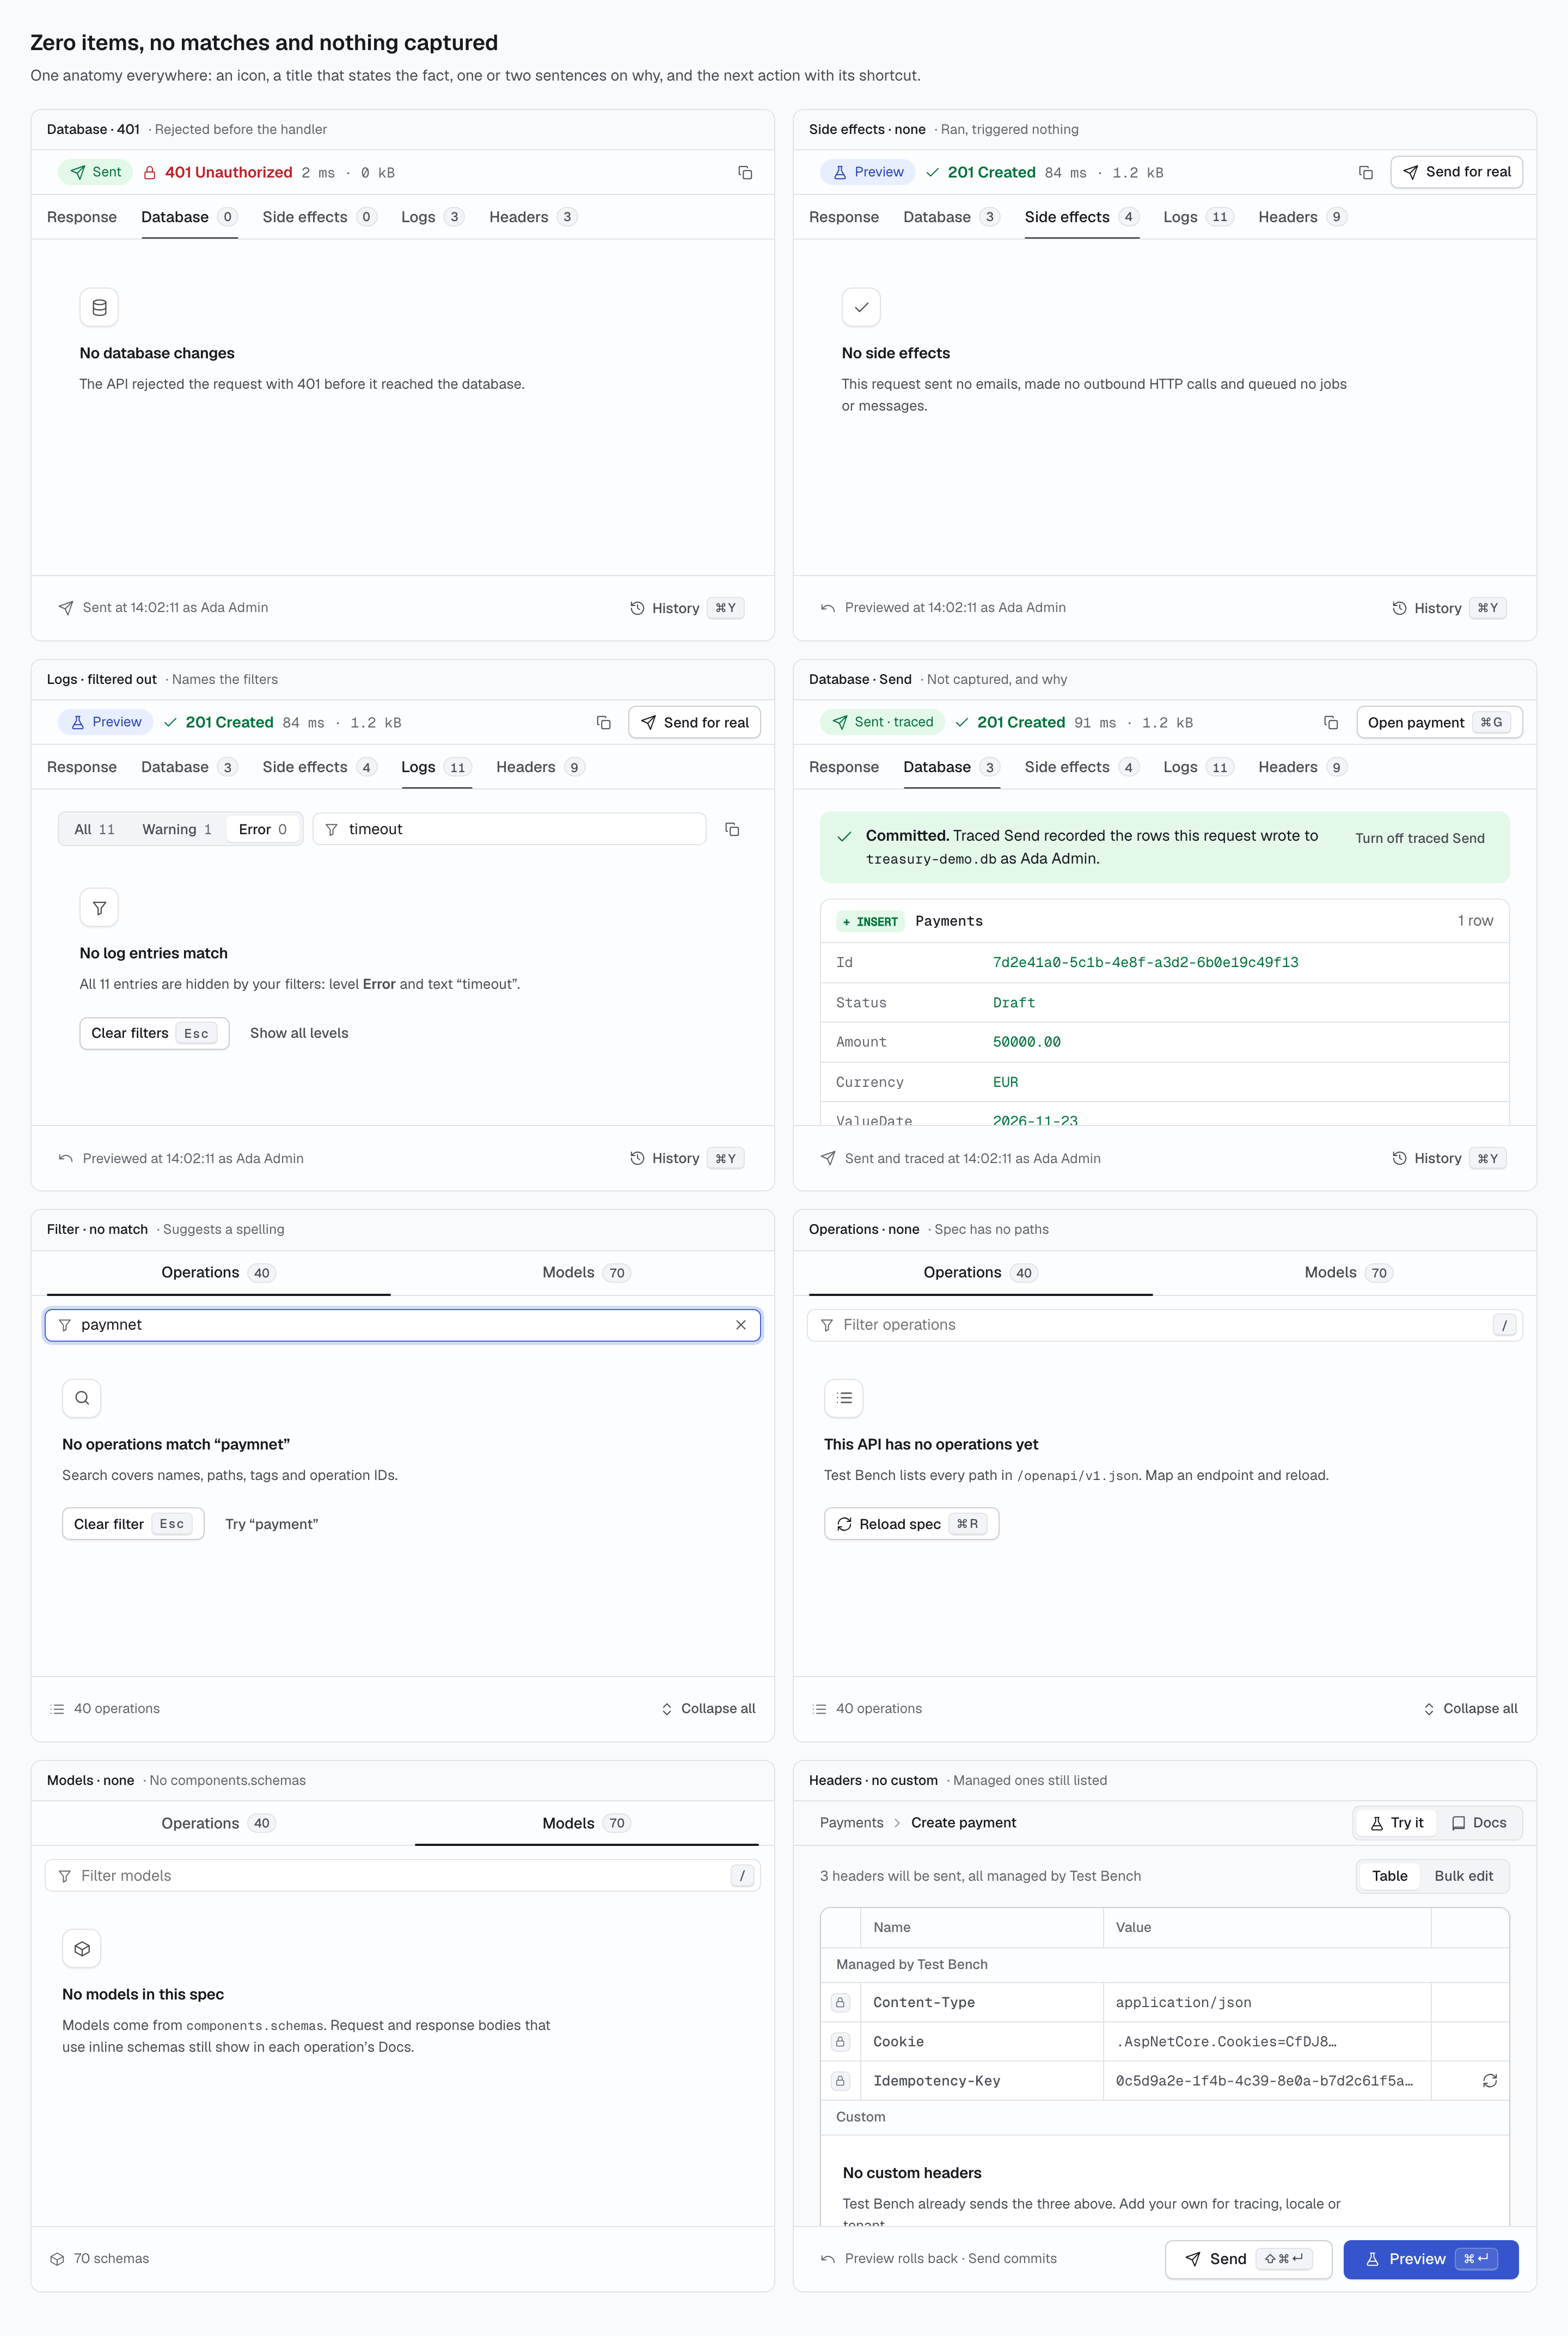 Zero items, no matches and nothing captured
One anatomy everywhere: an icon, a title that states the fact, one or two sentences on why, and the next action with its shortcut.
Database · 401 · Rejected before the handler
Sent 401 Unauthorized 2 ms · 0 kB
Response Database 0 Side effects 0 Logs 3 Headers 3
No database changes
The API rejected the request with 401 before it reached the database.
Sent at 14:02:11 as Ada Admin History ⌘Y
Side effects · none · Ran, triggered nothing
Preview 201 Created 84 ms · 1.2 kB Send for real
Response Database 3 Side effects 4 Logs 11 Headers 9
No side effects
This request sent no emails, made no outbound HTTP calls and queued no jobs
or messages.
Previewed at 14:02:11 as Ada Admin History ⌘Y
Logs · filtered out · Names the filters
Preview 201 Created 84 ms · 1.2 kB Send for real
Response Database 3 Side effects 4 Logs 11 Headers 9
All 11 Warning 1 Error 0 timeout
No log entries match
All 11 entries are hidden by your filters: level Error and text “timeout”.
Clear filters Esc Show all levels
Previewed at 14:02:11 as Ada Admin History ⌘Y
Database · Send · Not captured, and why
Sent · traced 201 Created 91 ms · 1.2 kB Open payment ⌘G
Response Database 3 Side effects 4 Logs 11 Headers 9
Committed. Traced Send recorded the rows this request wrote to
treasury-demo.db as Ada Admin.
Turn off traced Send
+ INSERT Payments 1 row
Id 7d2e41a0-5c1b-4e8f-a3d2-6b0e19c49f13
Status Draft
Amount 50000.00
Currency EUR
ValueDate 2026-11-23
Sent and traced at 14:02:11 as Ada Admin History ⌘Y
Filter · no match · Suggests a spelling
Operations 40 Models 70
paymnet
No operations match “paymnet”
Search covers names, paths, tags and operation IDs.
Clear filter Esc Try “payment”
40 operations Collapse all
Operations · none · Spec has no paths
Operations 40 Models 70
Filter operations /
This API has no operations yet
Test Bench lists every path in /openapi/v1.json. Map an endpoint and reload.
Reload spec ⌘R
40 operations Collapse all
Models · none · No components.schemas
Operations 40 Models 70
Filter models /
No models in this spec
Models come from components.schemas. Request and response bodies that
use inline schemas still show in each operation’s Docs.
70 schemas
Headers · no custom · Managed ones still listed
Payments > Create payment Try it Docs
3 headers will be sent, all managed by Test Bench Table Bulk edit
Name Value
Managed by Test Bench
Content-Type application/json
Cookie .AspNetCore.Cookies=CfDJ8…
Idempotency-Key 0c5d9a2e-1f4b-4c39-8e0a-b7d2c61f5a…
Custom
No custom headers
Test Bench already sends the three above. Add your own for tracing, locale or
tenant.
Preview rolls back · Send commits Send ⇧⌘↵ Preview ⌘↵